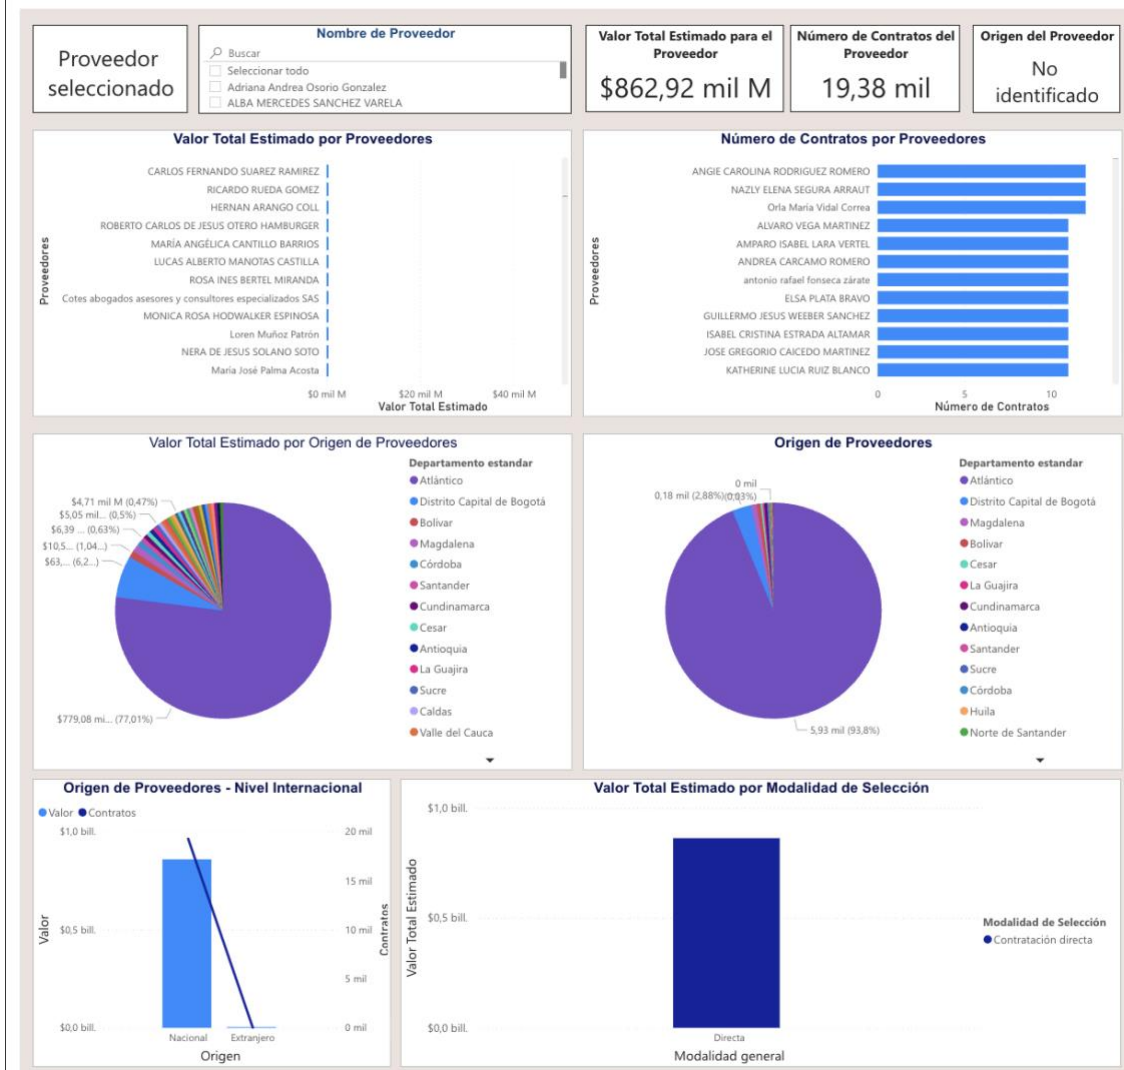 Proveedor
seleccionado
Nombre de Proveedor
Buscar
Seleccionar todo
Adriana Andrea Osorio Gonzalez
ALBA MERCEDES SANCHEZ VARELA
Valor Total Estimado para el
Proveedor
$862,92 mil M
Número de Contratos del
Proveedor
19,38 mil
Origen del Proveedor
No
identificado
Valor Total Estimado por Proveedores
Proveedores
CARLOS FERNANDO SUAREZ RAMIREZ
RICARDO RUEDA GOMEZ
HERNAN ARANGO COLL
ROBERTO CARLOS DE JESUS OTERO HAMBURGER
MARÍA ANGÉLICA CANTILLO BARRIOS
LUCAS ALBERTO MANOTAS CASTILLA
ROSA INES BERTEL MIRANDA
Cotes abogados asesores y consultores especializados SAS
MONICA ROSA HODWALKER ESPINOSA
Loren Muñoz Patrón
NERA DE JESUS SOLANO SOTO
Maria José Palma Acosta
$0 mil M $20 mil M $40 mil M
Valor Total Estimado
Número de Contratos por Proveedores
Proveedores
ANGIE CAROLINA RODRIGUEZ ROMERO
NAZLY ELENA SEGURA ARRAUT
Orla Maria Vidal Correa
ALVARO VEGA MARTINEZ
AMPARO ISABEL LARA VERTEL
ANDREA CARCAMO ROMERO
antonio rafael fonseca zárate
ELSA PLATA BRAVO
GUILLERMO JESUS WEEBER SANCHEZ
ISABEL CRISTINA ESTRADA ALTAMAR
JOSE GREGORIO CAICEDO MARTINEZ
KATHERINE LUCIA RUIZ BLANCO
0 5 10
Número de Contratos
Valor Total Estimado por Origen de Proveedores
$4,71 mil M (0,47%)
$5,05 mil... (0,5%)
$6,39 ... (0,63%)
$10,5... (1,04...)
$63,... (6,2...)
$779,08 mi... (77,01%)
Departamento estandar
Atlántico
Distrito Capital de Bogotá
Bolívar
Magdalena
Córdoba
Santander
Cundinamarca
Cesar
Antioquia
La Guajira
Sucre
Caldas
Valle del Cauca
Origen de Proveedores
0 mil
0,18 mil (2,88%)(0,03%)
5,93 mil (93,8%)
Departamento estandar
Atlántico
Distrito Capital de Bogotá
Magdalena
Bolívar
Cesar
La Guajira
Cundinamarca
Antioquia
Santander
Sucre
Córdoba
Huila
Norte de Santander
Origen de Proveedores - Nivel Internacional
Valor Contratos
$1,0 bill. 20 mil
15 mil
$0,5 bill. 10 mil
5 mil
$0,0 bill. 0 mil
Valor
Contratos
Nacional Extranjero
Origen
Valor Total Estimado por Modalidad de Selección
Valor Total Estimado
$1,0 bill.
$0,5 bill.
$0,0 bill.
Directa
Modalidad general
Modalidad de Selección
Contratación directa